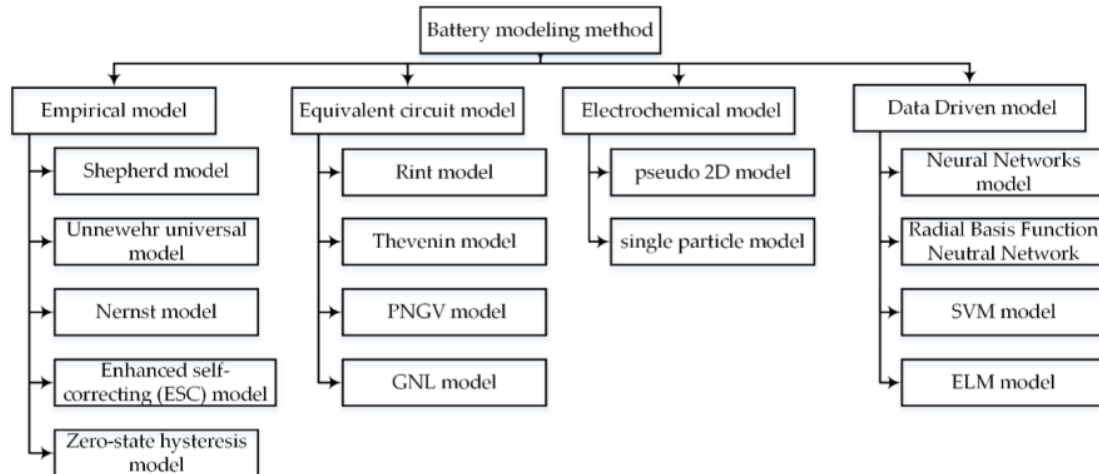 Battery modeling method
Empirical model
Shepherd model
Unnewehr universal
model
Nernst model
Enhanced self-
correcting (ESC) model
Zero-state hysteresis
model
Equivalent circuit model
Rint model
Thevenin model
PNGV model
GNL model
Electrochemical model
pseudo 2D model
single particle model
Data Driven model
Neural Networks
model
Radial Basis Function
Neutral Network
SVM model
ELM model